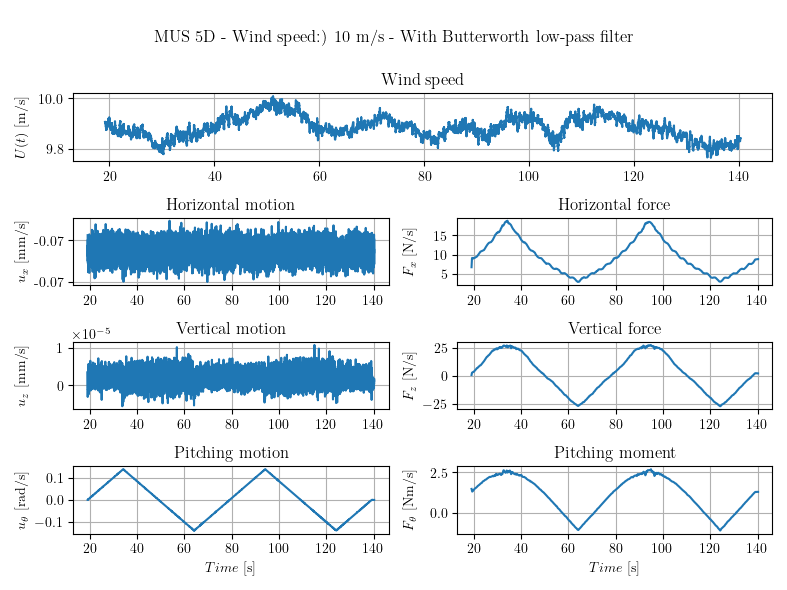 MUS 5D - Wind speed:) 10 m/s - With Butterworth low-pass filter
Wind speed
U(t) [m/s]
10.0
9.8
20 40 60 80 100 120 140
Horizontal motion
u_x [mm/s]
-0.07
-0.07
20 40 60 80 100 120 140
Horizontal force
F_x [N/s]
15
10
5
20 40 60 80 100 120 140
Vertical motion
×10⁻⁵
u_z [mm/s]
1
0
20 40 60 80 100 120 140
Vertical force
F_z [N/s]
25
0
−25
20 40 60 80 100 120 140
Pitching motion
u_θ [rad/s]
0.1
0.0
−0.1
20 40 60 80 100 120 140
Time [s]
Pitching moment
F_θ [Nm/s]
2.5
0.0
20 40 60 80 100 120 140
Time [s]